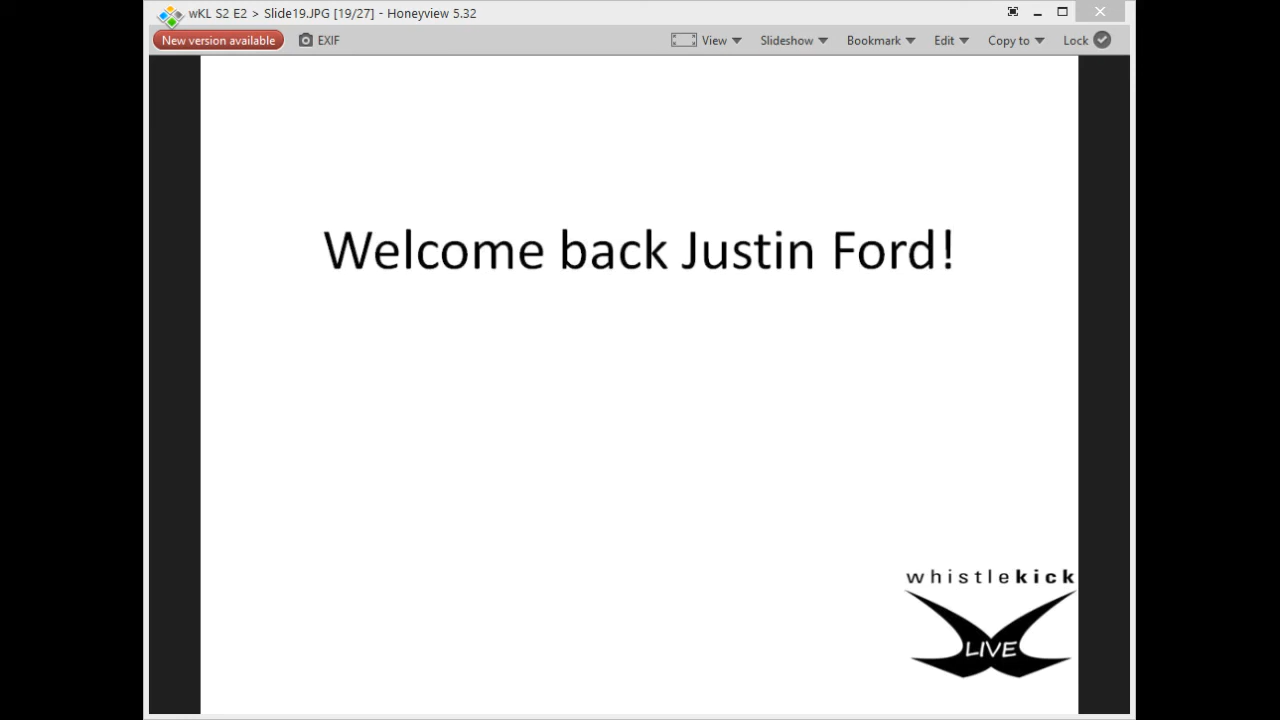 wKL S2 E2 > Slide19.JPG [19/27] - Honeyview 5.32
New version available EXIF View Slideshow Bookmark Edit Copy to Lock
Welcome back Justin Ford!
whistlekick
LIVE